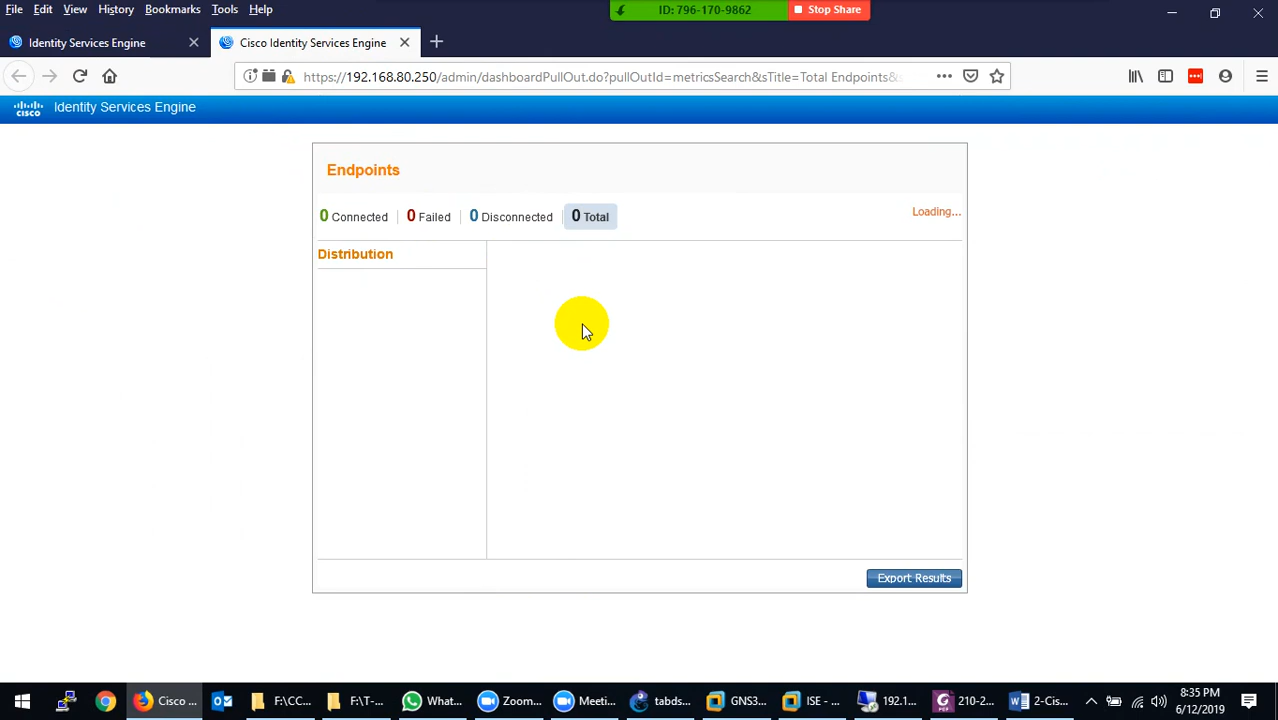 File Edit View History Bookmarks Tools Help
ID: 796-170-9862 Stop Share
Identity Services Engine
Cisco Identity Services Engine
https://192.168.80.250/admin/dashboardPullOut.do?pullOutId=metricsSearch&sTitle=Total Endpoints&
cisco Identity Services Engine
Endpoints
0 Connected 0 Failed 0 Disconnected 0 Total
Loading...
Distribution
Export Results
Cisco ...
F:\CC...
F:\T-...
What...
Zoom...
Meeti...
tabds...
GNS3...
ISE - ...
192.1...
210-2...
2-Cis...
8:35 PM
6/12/2019